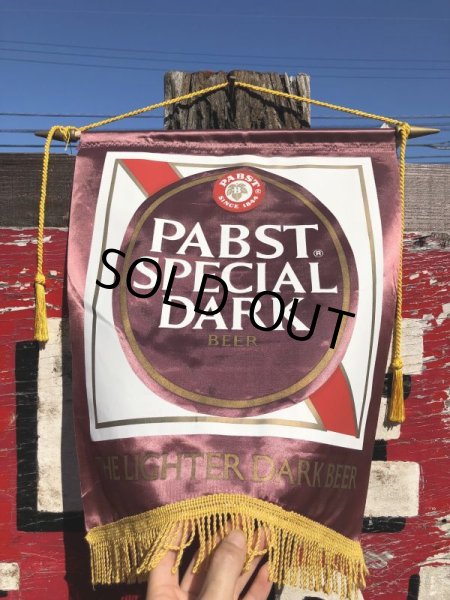 PABST
SINCE 1844
PABST®
SPECIAL
DARK
BEER
SOLD OUT
THE LIGHTER DARK BEER